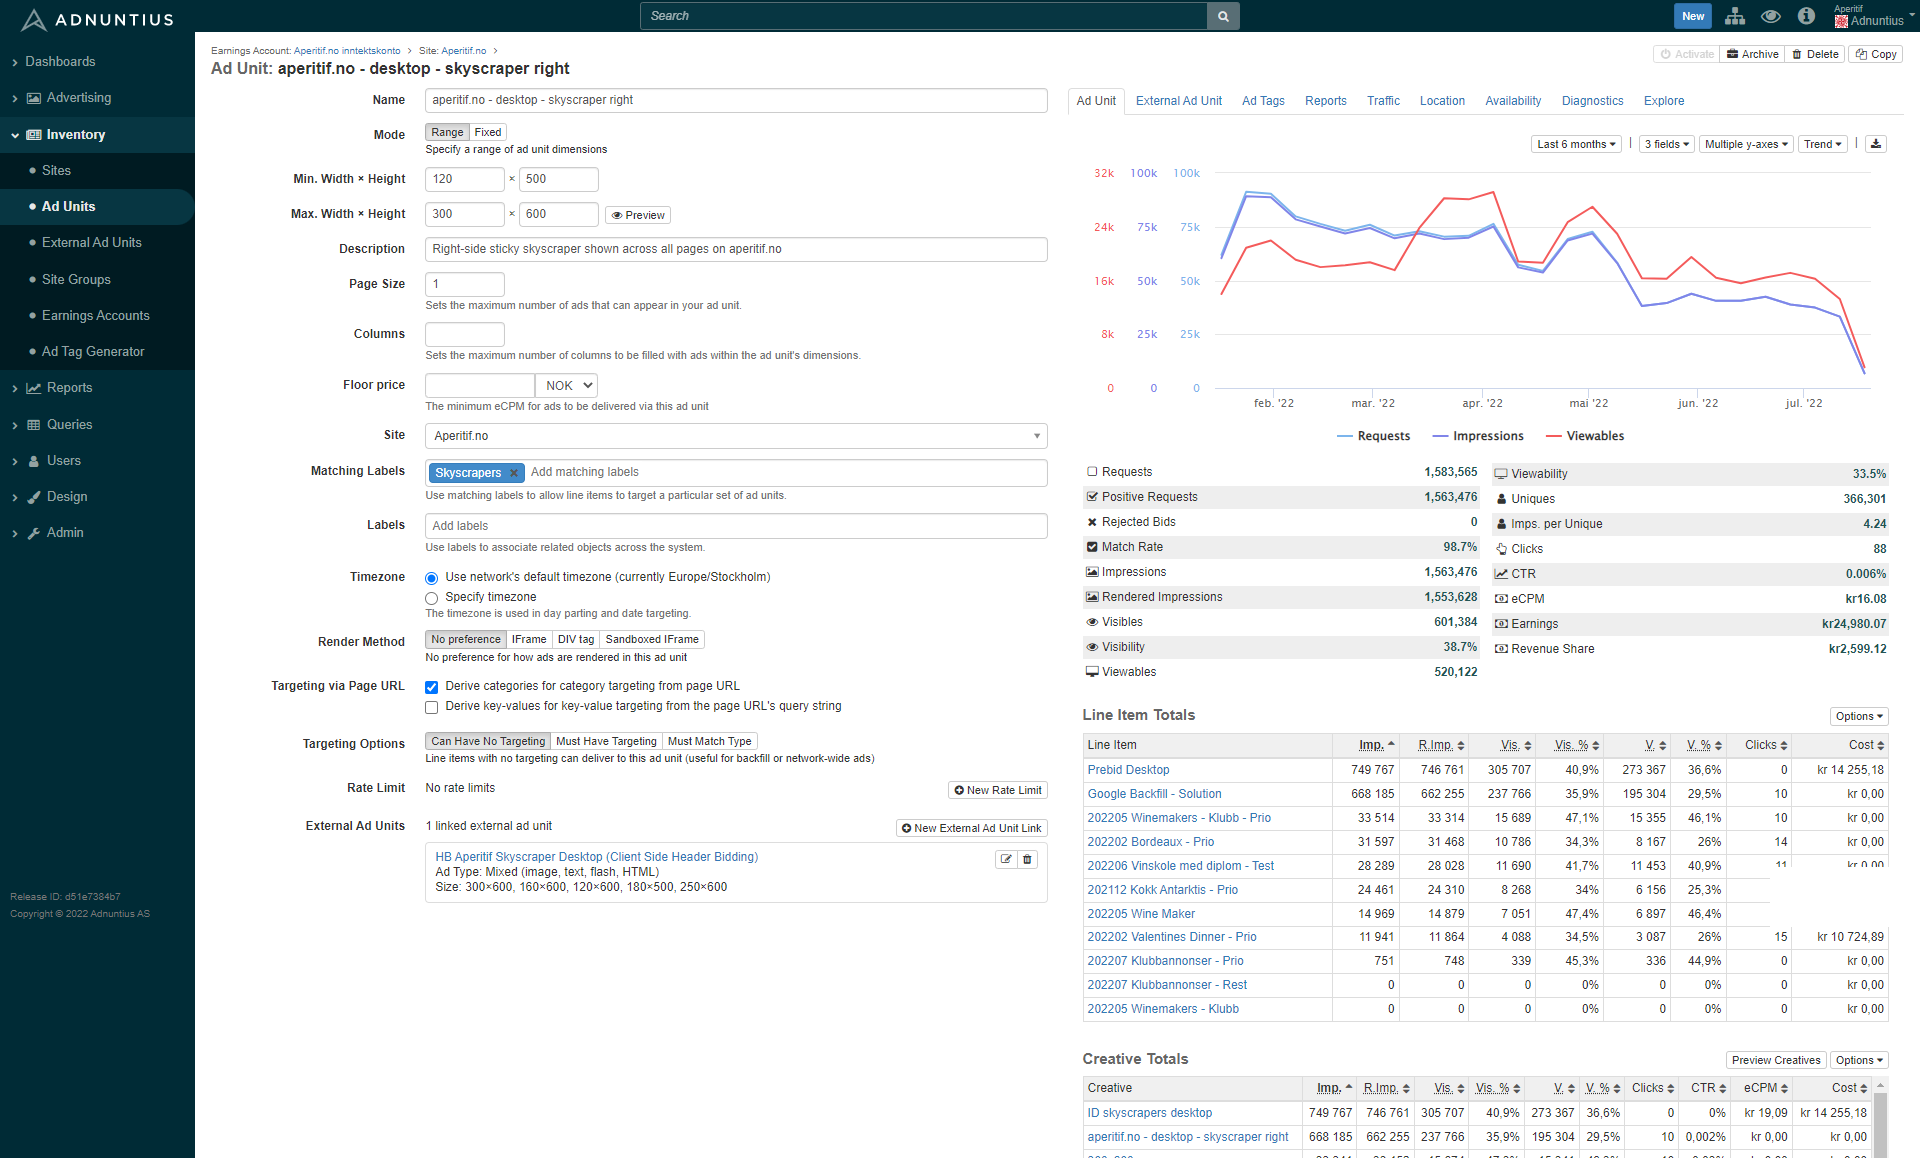 ADNUNTIUS
Search
New
Aperitif
Adnuntius
Dashboards
Advertising
Inventory
Sites
Ad Units
External Ad Units
Site Groups
Earnings Accounts
Ad Tag Generator
Reports
Queries
Users
Design
Admin
Release ID: d51e7384b7
Copyright © 2022 Adnuntius AS
Earnings Account: Aperitif.no inntektskonto > Site: Aperitif.no >
Ad Unit: aperitif.no - desktop - skyscraper right
Activate Archive Delete Copy
Name aperitif.no - desktop - skyscraper right
Mode Range Fixed
Specify a range of ad unit dimensions
Min. Width × Height 120 × 500
Max. Width × Height 300 × 600 Preview
Description Right-side sticky skyscraper shown across all pages on aperitif.no
Page Size 1
Sets the maximum number of ads that can appear in your ad unit.
Columns
Sets the maximum number of columns to be filled with ads within the ad unit's dimensions.
Floor price NOK
The minimum eCPM for ads to be delivered via this ad unit
Site Aperitif.no
Matching Labels Skyscrapers × Add matching labels
Use matching labels to allow line items to target a particular set of ad units.
Labels Add labels
Use labels to associate related objects across the system.
Timezone Use network's default timezone (currently Europe/Stockholm)
Specify timezone
The timezone is used in day parting and date targeting.
Render Method No preference IFrame DIV tag Sandboxed IFrame
No preference for how ads are rendered in this ad unit
Targeting via Page URL Derive categories for category targeting from page URL
Derive key-values for key-value targeting from the page URL's query string
Targeting Options Can Have No Targeting Must Have Targeting Must Match Type
Line items with no targeting can deliver to this ad unit (useful for backfill or network-wide ads)
Rate Limit No rate limits New Rate Limit
External Ad Units 1 linked external ad unit New External Ad Unit Link
HB Aperitif Skyscraper Desktop (Client Side Header Bidding)
Ad Type: Mixed (image, text, flash, HTML)
Size: 300×600, 160×600, 120×600, 180×500, 250×600
Ad Unit External Ad Unit Ad Tags Reports Traffic Location Availability Diagnostics Explore
Last 6 months | 3 fields Multiple y-axes Trend |
32k 100k 100k
24k 75k 75k
16k 50k 50k
8k 25k 25k
0 0 0
feb. '22 mar. '22 apr. '22 mai '22 jun. '22 jul. '22
Requests Impressions Viewables
Requests 1,583,565
Positive Requests 1,563,476
Rejected Bids 0
Match Rate 98.7%
Impressions 1,563,476
Rendered Impressions 1,553,628
Visibles 601,384
Visibility 38.7%
Viewables 520,122
Viewability 33.5%
Uniques 366,301
Imps. per Unique 4.24
Clicks 88
CTR 0.006%
eCPM kr16.08
Earnings kr24,980.07
Revenue Share kr2,599.12
Line Item Totals Options
Line Item Imp. R.Imp. Vis. Vis. % V. V. % Clicks Cost
Prebid Desktop 749 767 746 761 305 707 40,9% 273 367 36,6% 0 kr 14 255,18
Google Backfill - Solution 668 185 662 255 237 766 35,9% 195 304 29,5% 10 kr 0,00
202205 Winemakers - Klubb - Prio 33 514 33 314 15 689 47,1% 15 355 46,1% 10 kr 0,00
202202 Bordeaux - Prio 31 597 31 468 10 786 34,3% 8 167 26% 14 kr 0,00
202206 Vinskole med diplom - Test 28 289 28 028 11 690 41,7% 11 453 40,9% 11 kr 0,00
202112 Kokk Antarktis - Prio 24 461 24 310 8 268 34% 6 156 25,3%
202205 Wine Maker 14 969 14 879 7 051 47,4% 6 897 46,4%
202202 Valentines Dinner - Prio 11 941 11 864 4 088 34,5% 3 087 26% 15 kr 10 724,89
202207 Klubbannonser - Prio 751 748 339 45,3% 336 44,9% 0 kr 0,00
202207 Klubbannonser - Rest 0 0 0 0% 0 0% 0 kr 0,00
202205 Winemakers - Klubb 0 0 0 0% 0 0% 0 kr 0,00
Creative Totals Preview Creatives Options
Creative Imp. R.Imp. Vis. Vis. % V. V. % Clicks CTR eCPM Cost
ID skyscrapers desktop 749 767 746 761 305 707 40,9% 273 367 36,6% 0 0% kr 19,09 kr 14 255,18
aperitif.no - desktop - skyscraper right 668 185 662 255 237 766 35,9% 195 304 29,5% 10 0,002% kr 0,00 kr 0,00